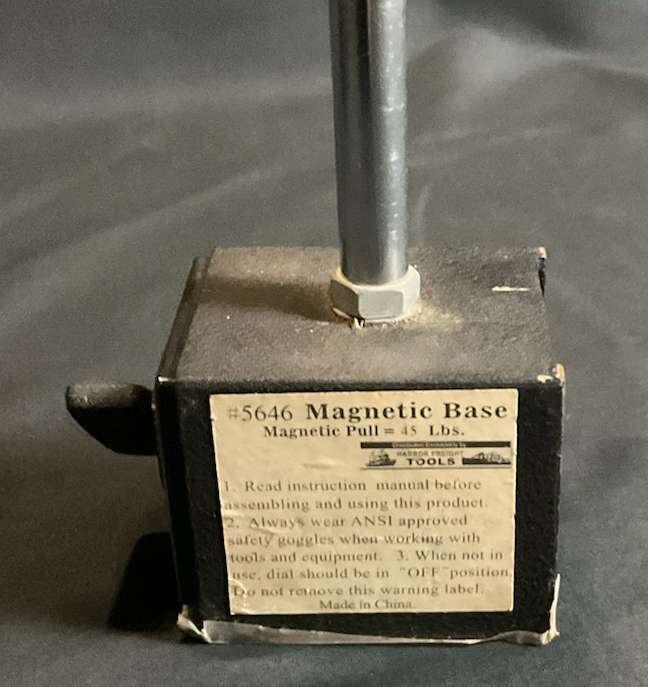 #5646 Magnetic Base
Magnetic Pull = 45 Lbs.
Distributed Exclusively by
HARBOR FREIGHT
TOOLS
1. Read instruction manual before
assembling and using this product.
2. Always wear ANSI approved
safety goggles when working with
tools and equipment. 3. When not in
use, dial should be in "OFF" position.
Do not remove this warning label.
Made in China